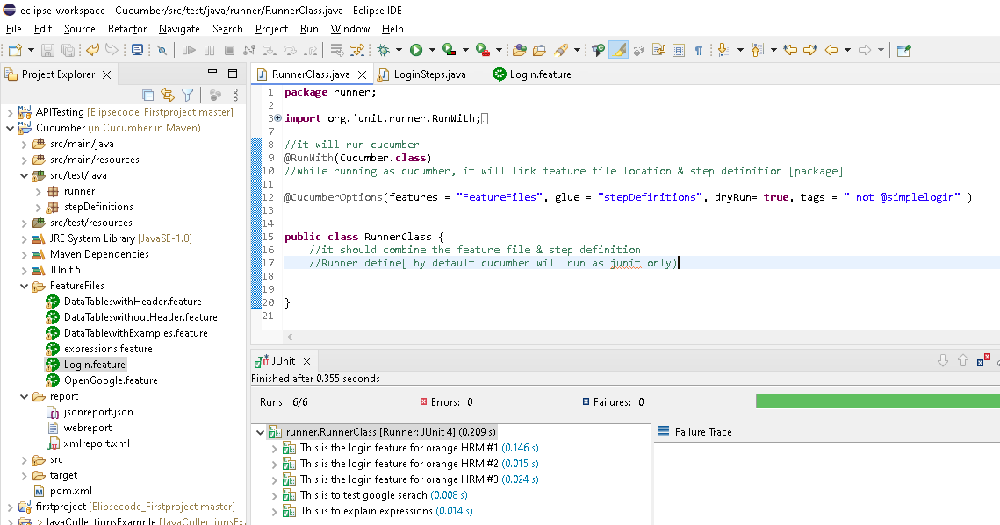 eclipse-workspace - Cucumber/src/test/java/runner/RunnerClass.java - Eclipse IDE
File Edit Source Refactor Navigate Search Project Run Window Help
Project Explorer
APITesting [Elipsecode_Firstproject master]
Cucumber (in Cucumber in Maven)
src/main/java
src/main/resources
src/test/java
runner
stepDefinitions
src/test/resources
JRE System Library [JavaSE-1.8]
Maven Dependencies
JUnit 5
FeatureFiles
DataTableswithHeader.feature
DataTableswithoutHeader.feature
DataTablewithExamples.feature
expressions.feature
Login.feature
OpenGoogle.feature
report
jsonreport.json
webreport
xmlreport.xml
src
target
pom.xml
firstproject [Elipsecode_Firstproject master]
> JavaCollectionsExample [JavaCollectionsExa
RunnerClass.java LoginSteps.java Login.feature
1 package runner;
2
3 import org.junit.runner.RunWith;
7
8 //it will run cucumber
9 @RunWith(Cucumber.class)
10 //while running as cucumber, it will link feature file location & step definition [package]
11
12 @CucumberOptions(features = "FeatureFiles", glue = "stepDefinitions", dryRun= true, tags = " not @simplelogin" )
13
14
15 public class RunnerClass {
16 //it should combine the feature file & step definition
17 //Runner define[ by default cucumber will run as junit only)
18
19
20 }
21
JUnit
Finished after 0.355 seconds
Runs: 6/6 Errors: 0 Failures: 0
runner.RunnerClass [Runner: JUnit 4] (0.209 s)
This is the login feature for orange HRM #1 (0.146 s)
This is the login feature for orange HRM #2 (0.015 s)
This is the login feature for orange HRM #3 (0.024 s)
This is to test google serach (0.008 s)
This is to explain expressions (0.014 s)
Failure Trace